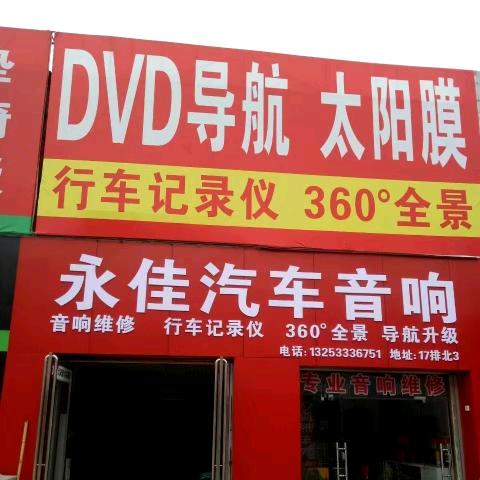 DVD导航 太阳膜
行车记录仪 360°全景
永佳汽车音响
音响维修 行车记录仪 360°全景 导航升级
电话: 13253336751 地址: 17排北3
专业音响维修